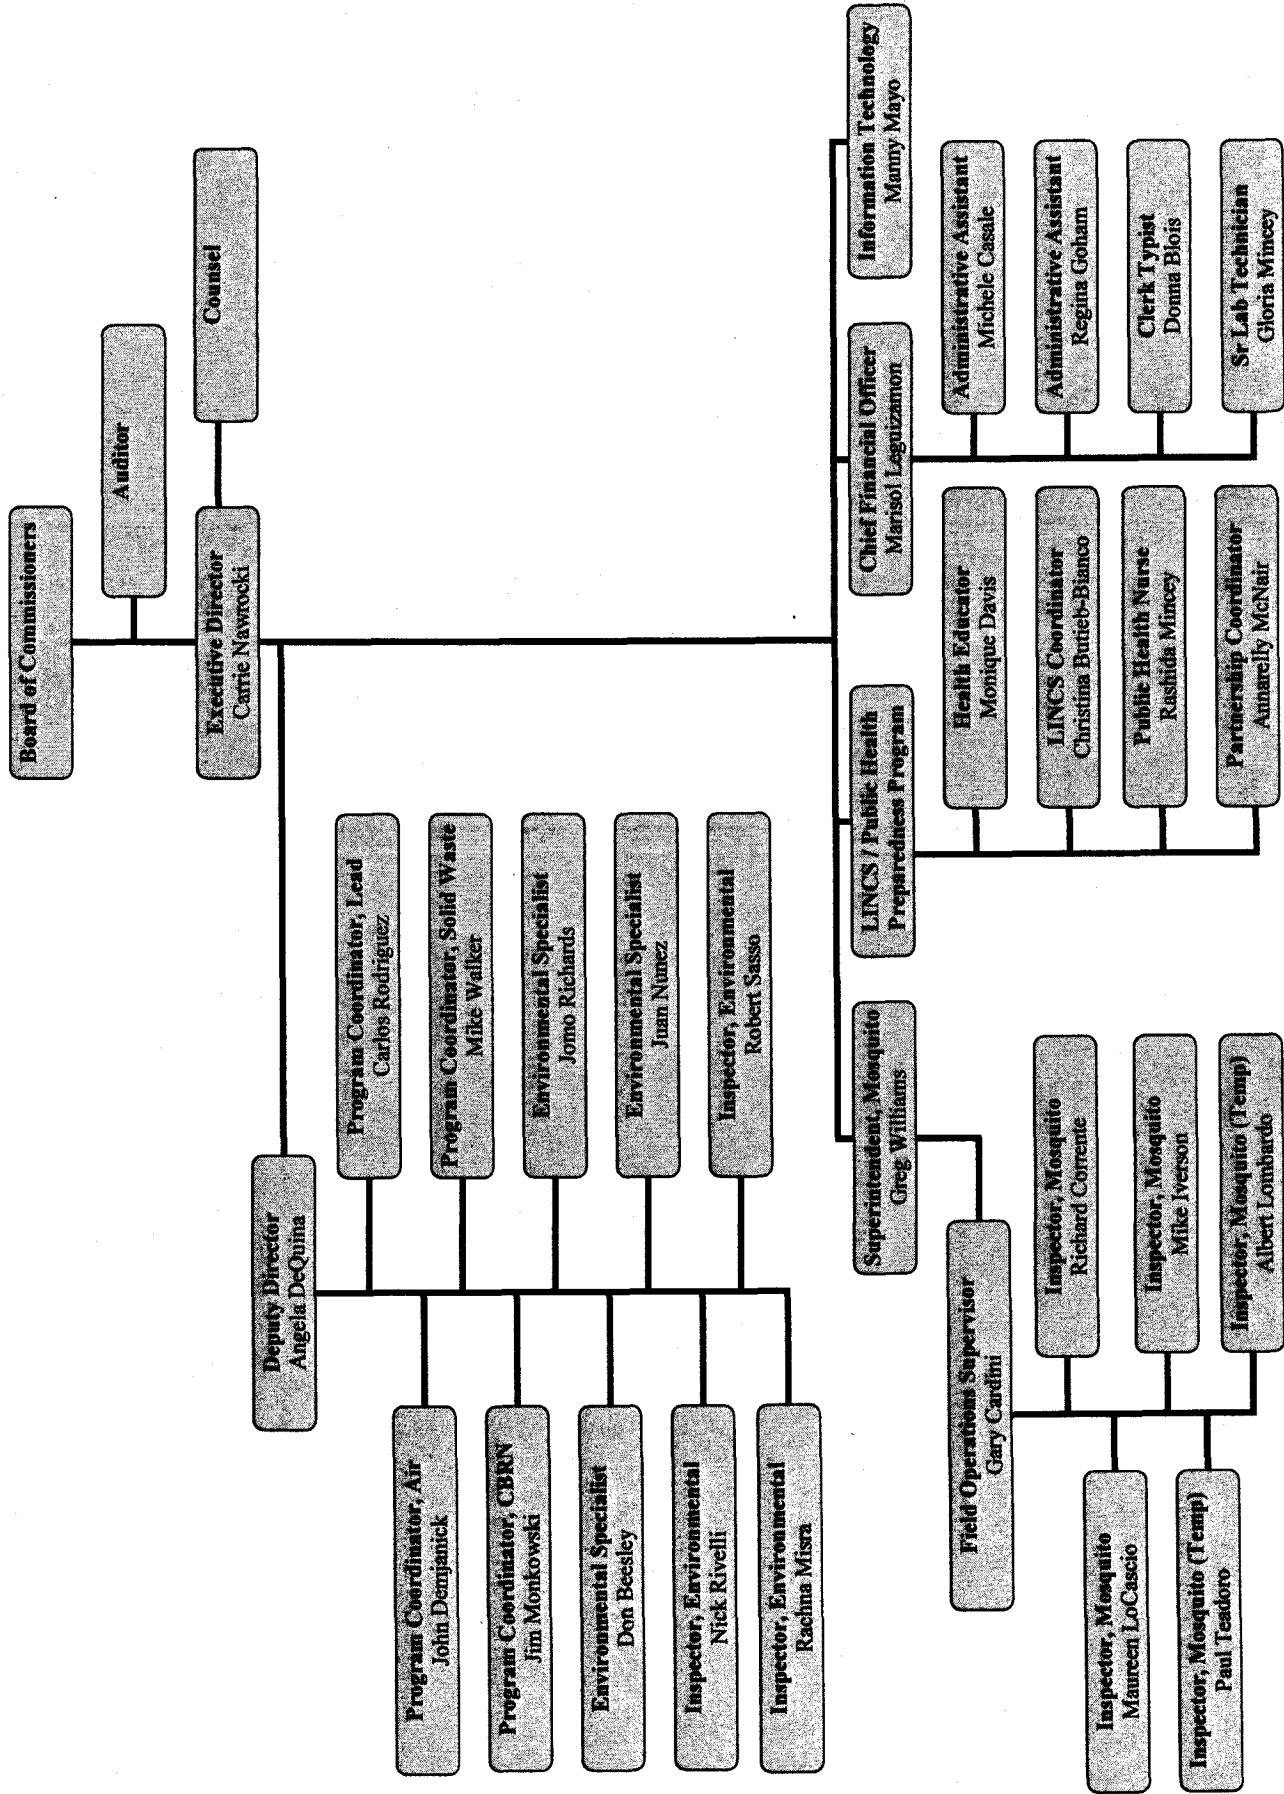 Board of Commissioners
Auditor
Executive Director
Carrie Nawrocki
Counsel
Deputy Director
Angela DeQuina
Program Coordinator, Lead
Carlos Rodriguez
Program Coordinator, Air
John Demjanick
Program Coordinator, Solid Waste
Mike Walker
Program Coordinator, CBRN
Jim Monkowski
Environmental Specialist
Jomo Richards
Environmental Specialist
Don Beesley
Environmental Specialist
Juan Nunez
Inspector, Environmental
Nick Rivelli
Inspector, Environmental
Robert Sasso
Inspector, Environmental
Rachna Misra
Superintendent, Mosquito
Greg Williams
LINCS / Public Health
Preparedness Program
Chief Financial Officer
Marisol Leguizamon
Information Technology
Manny Mayo
Field Operations Supervisor
Gary Cardini
Inspector, Mosquito
Richard Corrente
Inspector, Mosquito
Maureen LoCascio
Inspector, Mosquito
Mike Iverson
Inspector, Mosquito (Temp)
Paul Teadoro
Inspector, Mosquito (Temp)
Albert Lombardo
Health Educator
Monique Davis
LINCS Coordinator
Christina Butieb-Bianco
Public Health Nurse
Rashida Mincey
Partnership Coordinator
Annarelly McNair
Administrative Assistant
Michele Casale
Administrative Assistant
Regina Goham
Clerk Typist
Donna Blois
Sr Lab Technician
Gloria Mincey